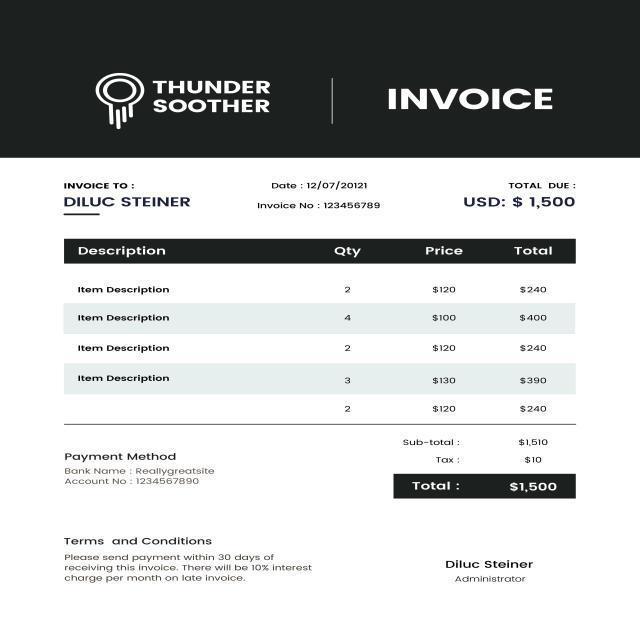 THUNDER
SOOTHER
INVOICE
INVOICE TO :
DILUC STEINER
Date : 12/07/20121
Invoice No : 123456789
TOTAL DUE :
USD: $ 1,500
Description Qty Price Total
Item Description 2 $120 $240
Item Description 4 $100 $400
Item Description 2 $120 $240
Item Description 3 $130 $390
2 $120 $240
Sub-total : $1,510
Tax : $10
Total : $1,500
Payment Method
Bank Name : Reallygreatsite
Account No : 1234567890
Terms and Conditions
Please send payment within 30 days of
receiving this invoice. There will be 10% interest
charge per month on late invoice.
Diluc Steiner
Administrator